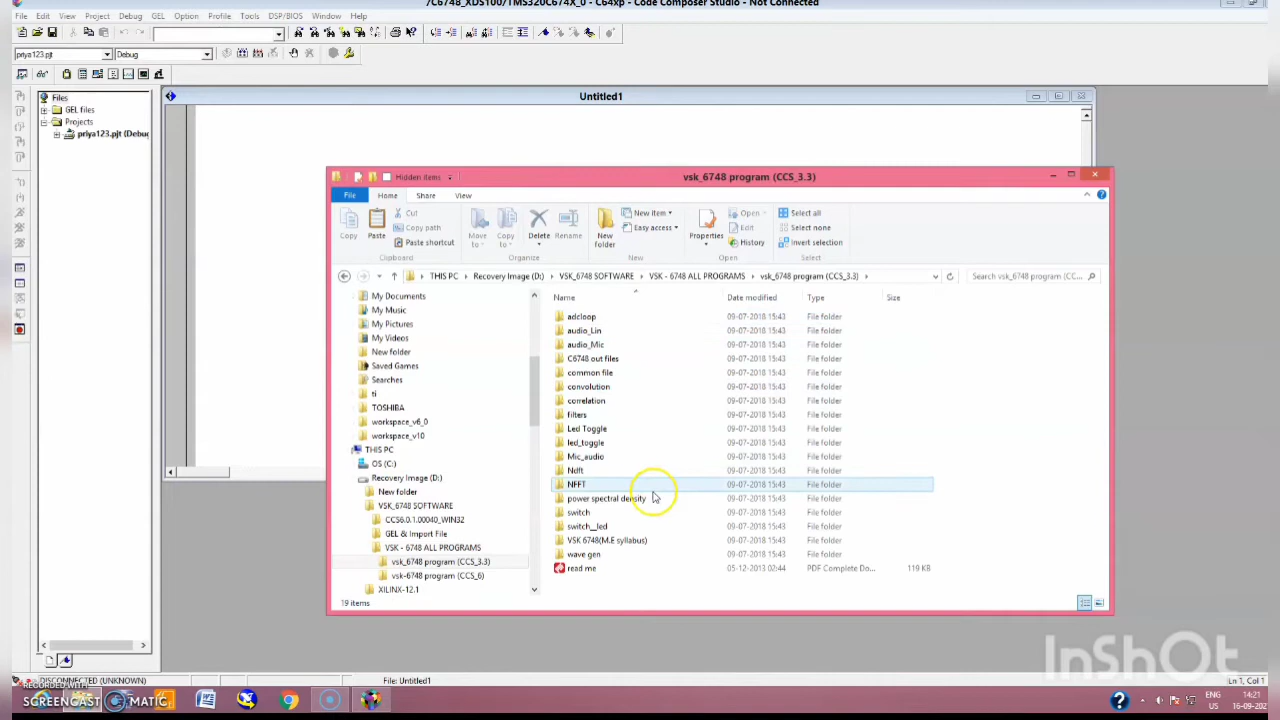 7C6748_XDS100/TMS320C674X_0 - C64xp - Code Composer Studio - Not Connected
File Edit View Project Debug GEL Option Profile Tools DSP/BIOS Window Help
priya123.pjt Debug
Files
GEL files
Projects
priya123.pjt (Debug
Untitled1
Hidden items
vsk_6748 program (CCS_3.3)
File Home Share View
Copy
Paste
Cut
Copy path
Paste shortcut
Clipboard
Move to
Copy to
Delete
Rename
Organize
New folder
New item
Easy access
New
Properties
Open
Edit
History
Open
Select all
Select none
Invert selection
Select
THIS PC Recovery Image (D:) VSK_6748 SOFTWARE VSK - 6748 ALL PROGRAMS vsk_6748 program (CCS_3.3)
Search vsk_6748 program (CC...
My Documents
My Music
My Pictures
My Videos
New folder
Saved Games
Searches
ti
TOSHIBA
workspace_v6_0
workspace_v10
THIS PC
OS (C:)
Recovery Image (D:)
New folder
VSK_6748 SOFTWARE
CCS6.0.1.00040_WIN32
GEL & Import File
VSK - 6748 ALL PROGRAMS
vsk_6748 program (CCS_3.3)
vsk-6748 program (CCS_6)
XILINX-12.1
Name Date modified Type Size
adcloop 09-07-2018 15:43 File folder
audio_Lin 09-07-2018 15:43 File folder
audio_Mic 09-07-2018 15:43 File folder
C6748 out files 09-07-2018 15:43 File folder
common file 09-07-2018 15:43 File folder
convolution 09-07-2018 15:43 File folder
correlation 09-07-2018 15:43 File folder
filters 09-07-2018 15:43 File folder
Led Toggle 09-07-2018 15:43 File folder
led_toggle 09-07-2018 15:43 File folder
Mic_audio 09-07-2018 15:43 File folder
Ndft 09-07-2018 15:43 File folder
NFFT 09-07-2018 15:43 File folder
power spectral density 09-07-2018 15:43 File folder
switch 09-07-2018 15:43 File folder
switch__led 09-07-2018 15:43 File folder
VSK 6748(M.E syllabus) 09-07-2018 15:43 File folder
wave gen 09-07-2018 15:43 File folder
read me 05-12-2013 02:44 PDF Complete Do... 119 KB
19 items
InShOt
DISCONNECTED (UNKNOWN) File: Untitled1 Ln 1, Col 1
RECORDED WITH
SCREENCAST MATIC
ENG 14:21
US 16-09-202